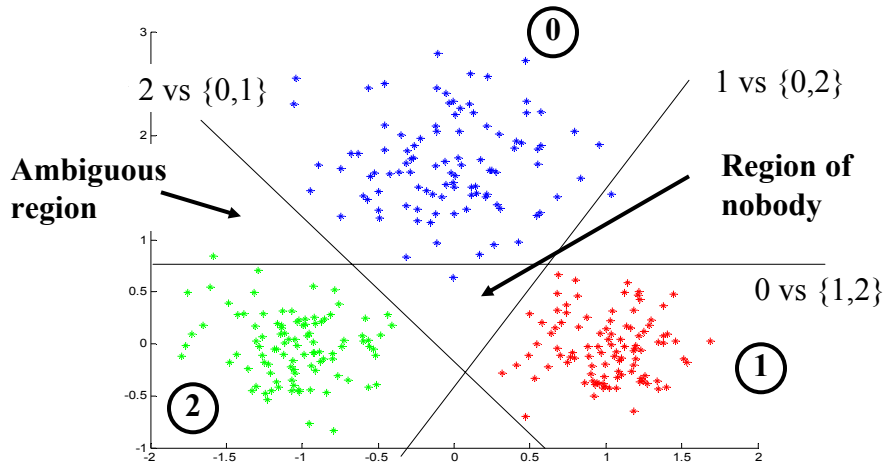 0
3
2 vs {0,1}
1 vs {0,2}
2
Ambiguous
region
Region of
nobody
1
0 vs {1,2}
0.5
0
1
-0.5
2
-1
-2
-1.5
-1
-0.5
0
0.5
1
1.5
2